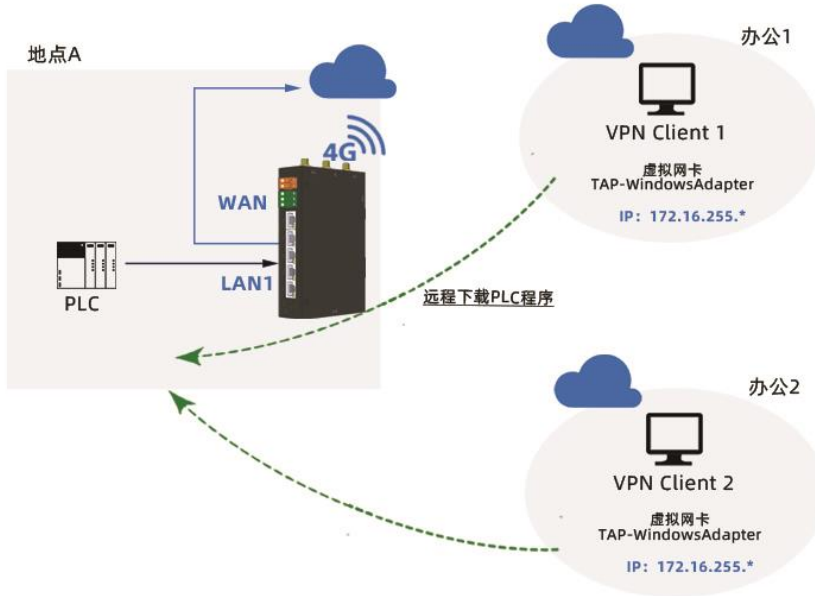 地点A
4G
WAN
LAN1
PLC
远程下载PLC程序
办公1
VPN Client 1
虚拟网卡
TAP-WindowsAdapter
IP: 172.16.255.*
办公2
VPN Client 2
虚拟网卡
TAP-WindowsAdapter
IP: 172.16.255.*